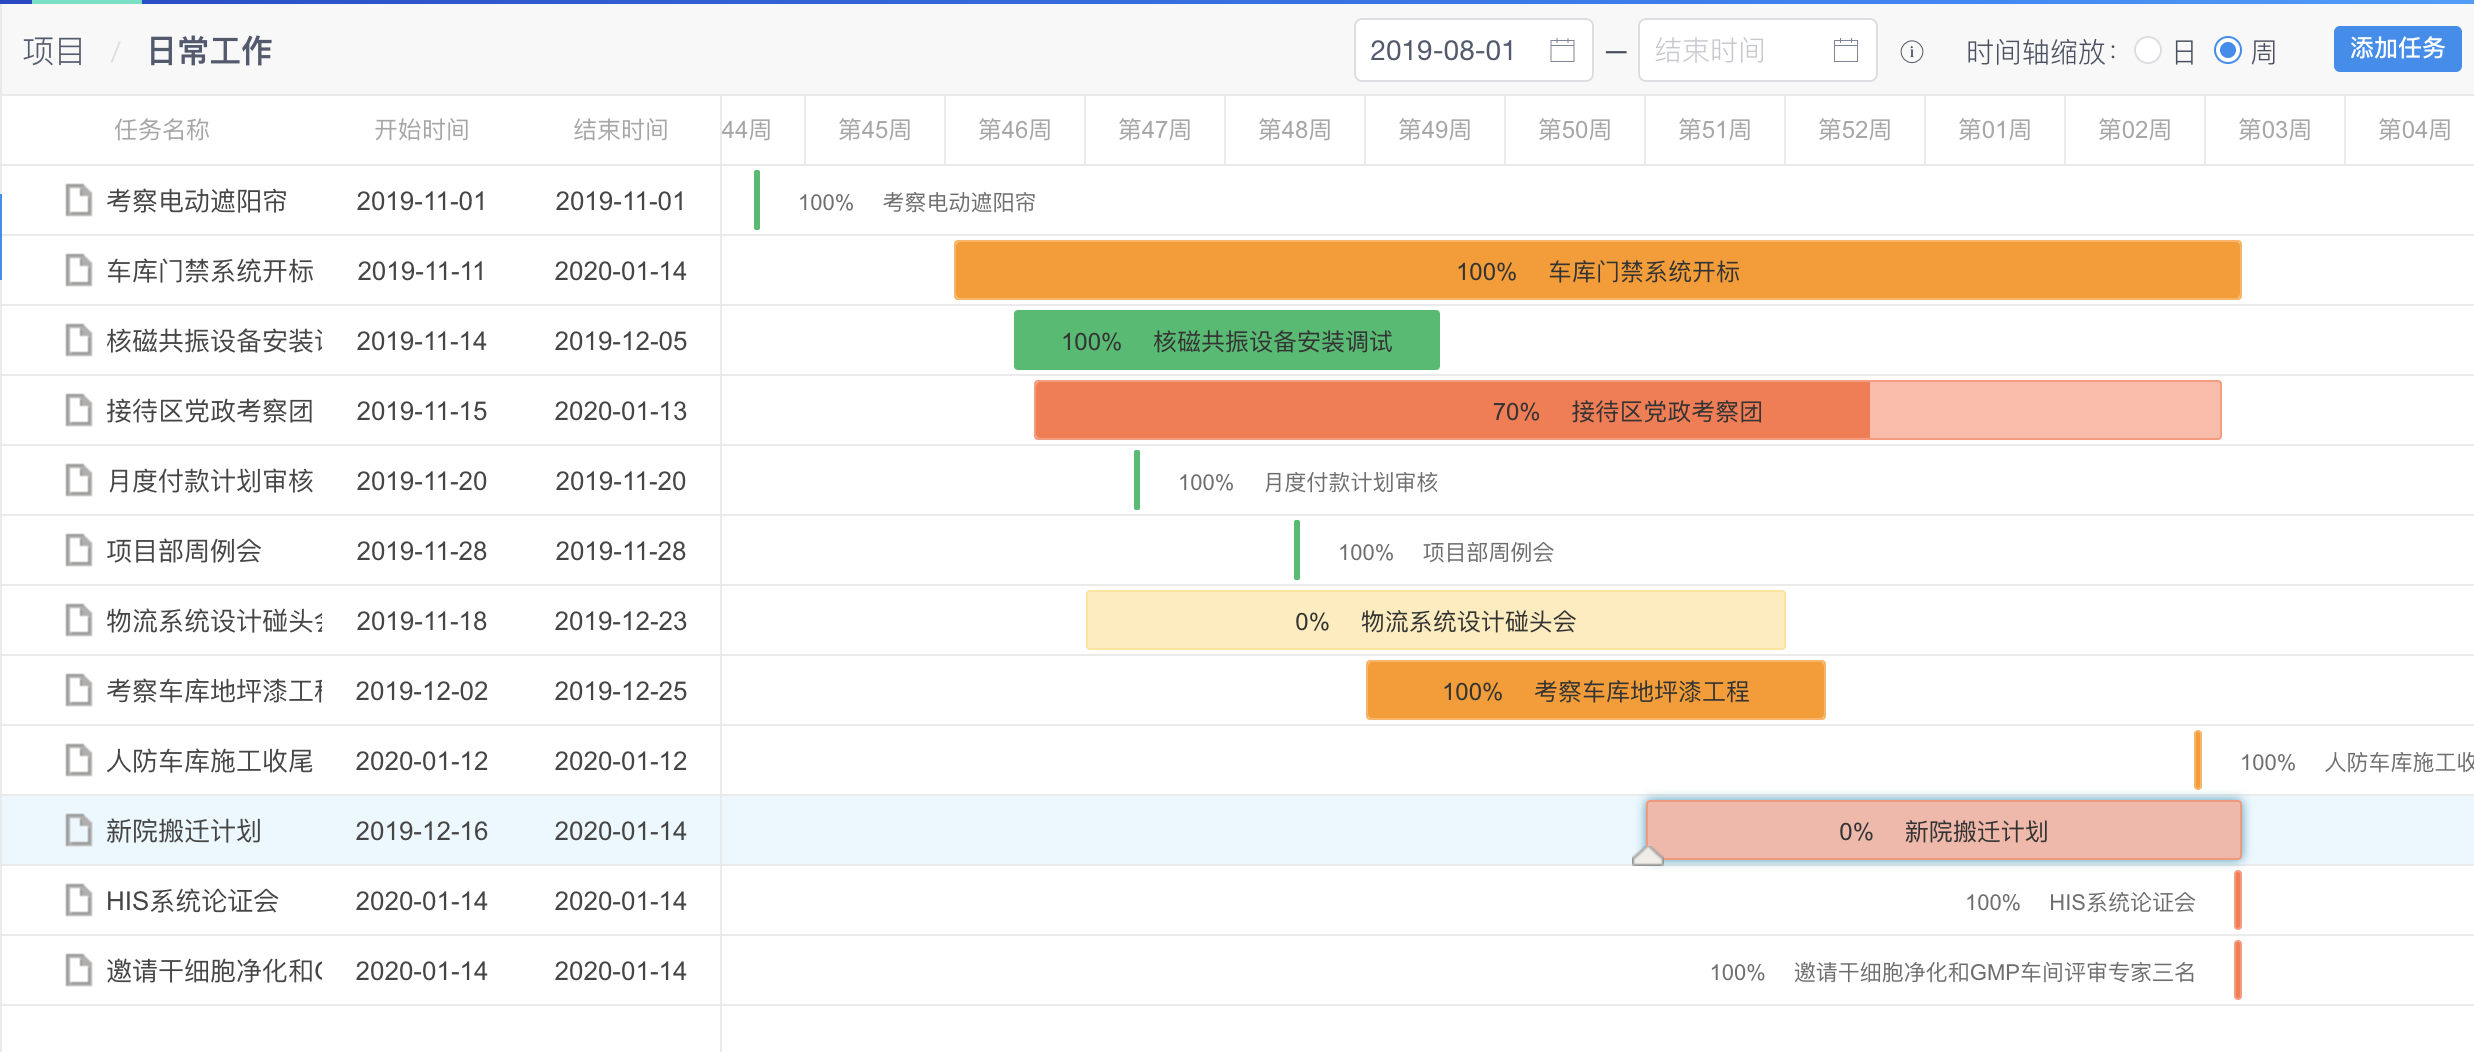 项目 / 日常工作 2019-08-01 — 结束时间 时间轴缩放: 日 周 添加任务
任务名称 开始时间 结束时间 44周 第45周 第46周 第47周 第48周 第49周 第50周 第51周 第52周 第01周 第02周 第03周 第04周
考察电动遮阳帘 2019-11-01 2019-11-01 100% 考察电动遮阳帘
车库门禁系统开标 2019-11-11 2020-01-14 100% 车库门禁系统开标
核磁共振设备安装 2019-11-14 2019-12-05 100% 核磁共振设备安装调试
接待区党政考察团 2019-11-15 2020-01-13 70% 接待区党政考察团
月度付款计划审核 2019-11-20 2019-11-20 100% 月度付款计划审核
项目部周例会 2019-11-28 2019-11-28 100% 项目部周例会
物流系统设计碰头 2019-11-18 2019-12-23 0% 物流系统设计碰头会
考察车库地坪漆工 2019-12-02 2019-12-25 100% 考察车库地坪漆工程
人防车库施工收尾 2020-01-12 2020-01-12 100% 人防车库施工收
新院搬迁计划 2019-12-16 2020-01-14 0% 新院搬迁计划
HIS系统论证会 2020-01-14 2020-01-14 100% HIS系统论证会
邀请干细胞净化和 2020-01-14 2020-01-14 100% 邀请干细胞净化和GMP车间评审专家三名